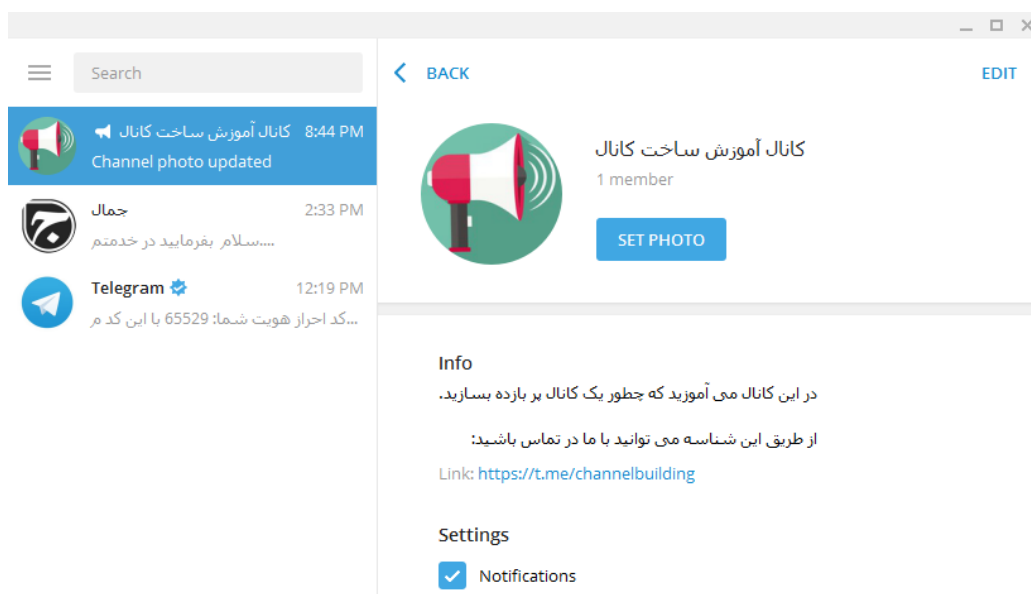 Search
کانال آموزش ساخت کانال 8:44 PM
Channel photo updated
جمال 2:33 PM
سلام بفرمایید در خدمتم....
Telegram 12:19 PM
کد احراز هویت شما: 65529 با این کد م...
BACK
EDIT
کانال آموزش ساخت کانال
1 member
SET PHOTO
Info
در این کانال می آموزید که چطور یک کانال پر بازده بسازید.
از طریق این شناسه می توانید با ما در تماس باشید:
Link: https://t.me/channelbuilding
Settings
Notifications